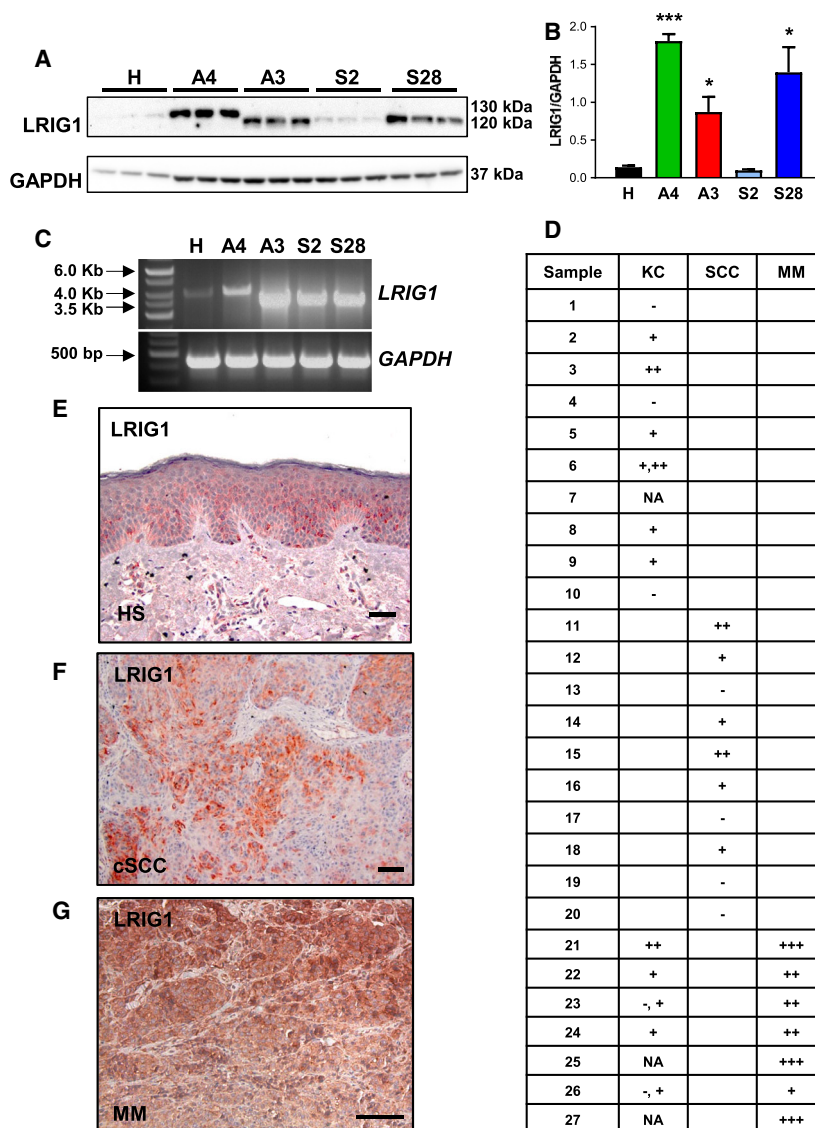 A
H A4 A3 S2 S28
LRIG1
130 kDa
120 kDa
GAPDH
37 kDa
B
LRIG1/GAPDH
2.0
1.5
1.0
0.5
0.0
***
*
*
H A4 A3 S2 S28
C
H A4 A3 S2 S28
6.0 Kb
4.0 Kb
3.5 Kb
LRIG1
500 bp
GAPDH
D
Sample KC SCC MM
1 -
2 +
3 ++
4 -
5 +
6 +,++
7 NA
8 +
9 +
10 -
11 ++
12 +
13 -
14 +
15 ++
16 +
17 -
18 +
19 -
20 -
21 ++ +++
22 + ++
23 -, + ++
24 + ++
25 NA +++
26 -, + +
27 NA +++
E
LRIG1
HS
F
LRIG1
cSCC
G
LRIG1
MM